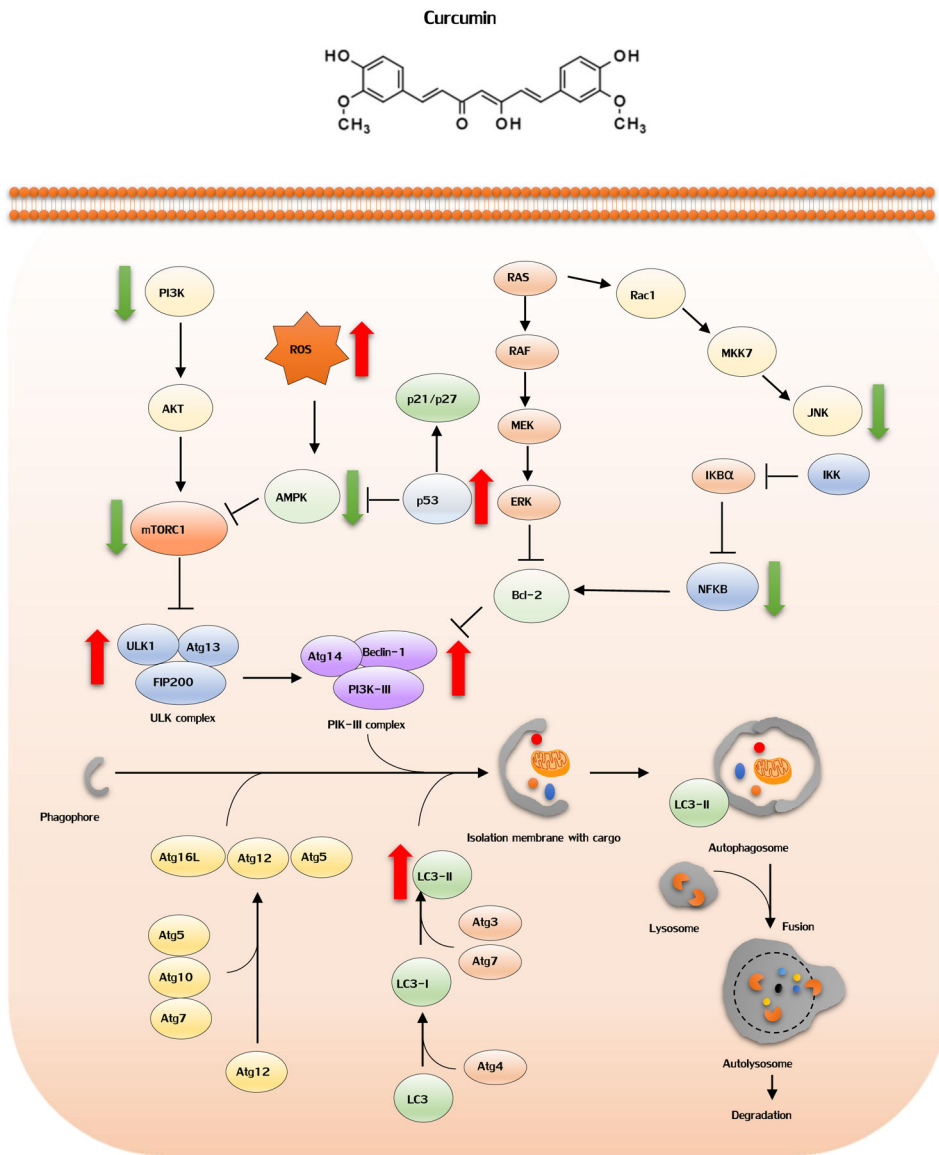 Curcumin
HO
OH
O
CH3
O
OH
O
CH3
PI3K
RAS
Rac1
ROS
RAF
MKK7
AKT
p21/p27
MEK
JNK
IKBα
IKK
AMPK
p53
ERK
mTORC1
Bcl-2
NFKB
ULK1
Atg13
FIP200
ULK complex
Atg14
Beclin-1
PI3K-III
PIK-III complex
Phagophore
Isolation membrane with cargo
LC3-II
Autophagosome
Atg16L
Atg12
Atg5
LC3-II
Lysosome
Fusion
Atg5
Atg10
Atg7
Atg3
Atg7
LC3-I
Autolysosome
Atg12
Atg4
LC3
Degradation